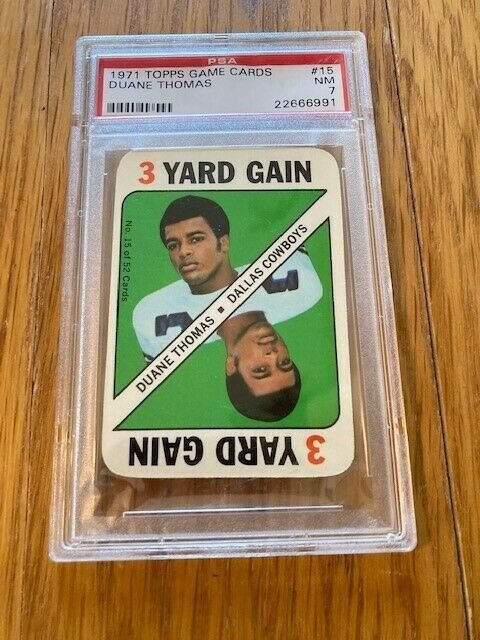 PSA
1971 TOPPS GAME CARDS #15
DUANE THOMAS NM
7
22666991
3 YARD GAIN
No. 15 of 52 Cards
DUANE THOMAS ■ DALLAS COWBOYS
3 YARD GAIN